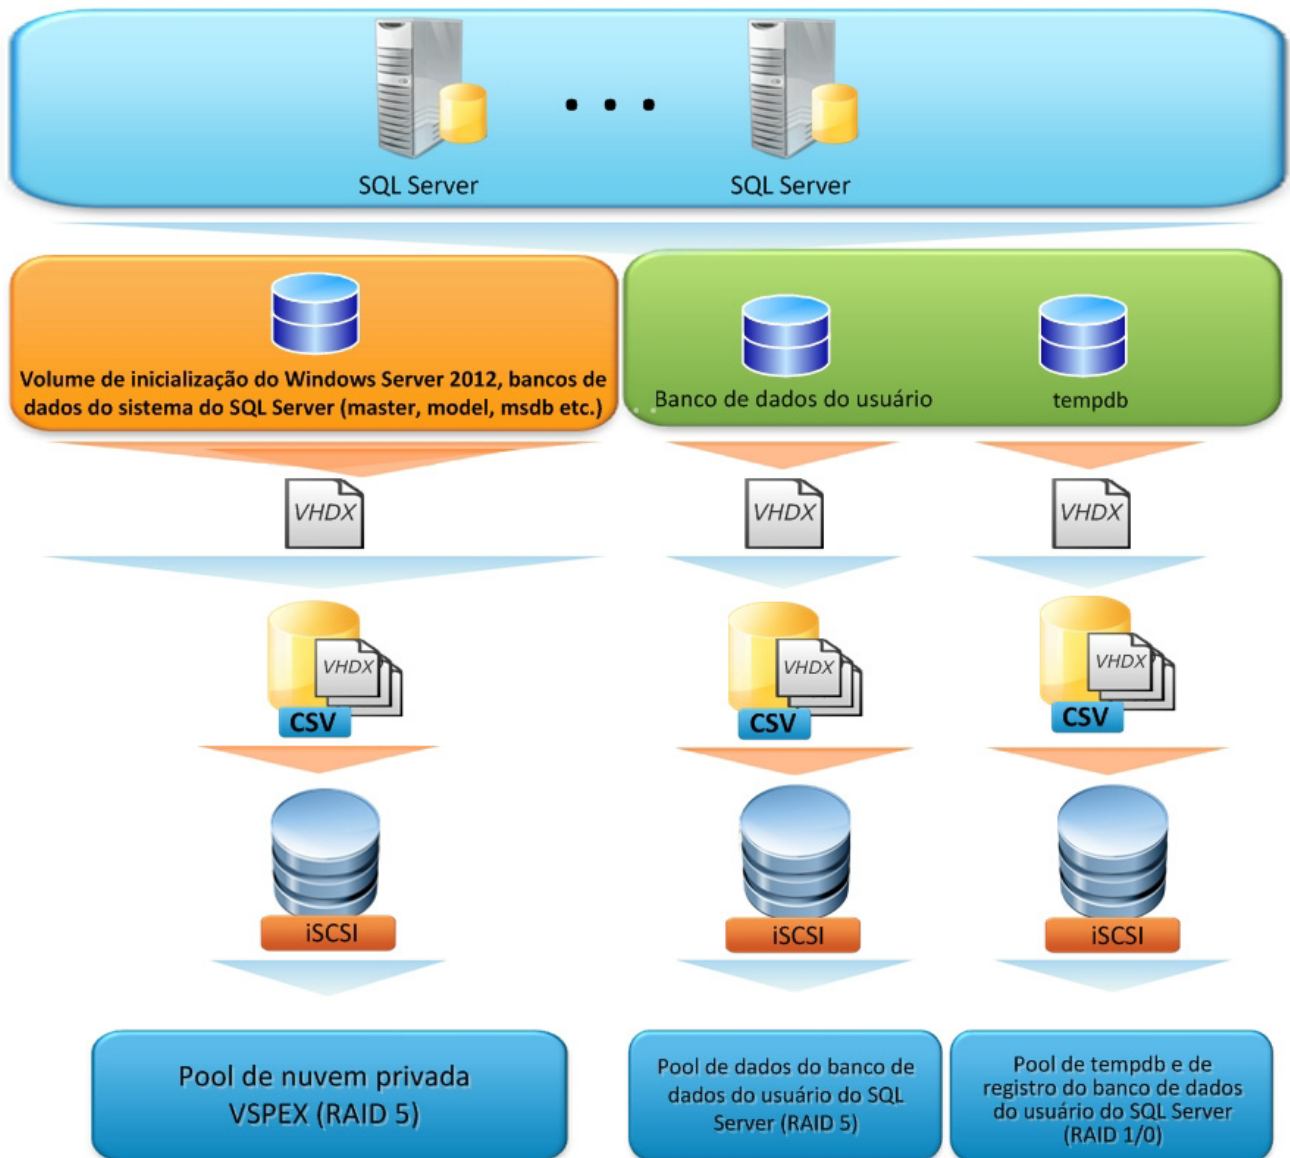 SQL Server
SQL Server
Volume de inicialização do Windows Server 2012, bancos de
dados do sistema do SQL Server (master, model, msdb etc.)
Banco de dados do usuário
tempdb
VHDX
VHDX
VHDX
VHDX
CSV
VHDX
CSV
VHDX
CSV
iSCSI
iSCSI
iSCSI
Pool de nuvem privada
VSPEX (RAID 5)
Pool de dados do banco de
dados do usuário do SQL
Server (RAID 5)
Pool de tempdb e de
registro do banco de dados
do usuário do SQL Server
(RAID 1/0)